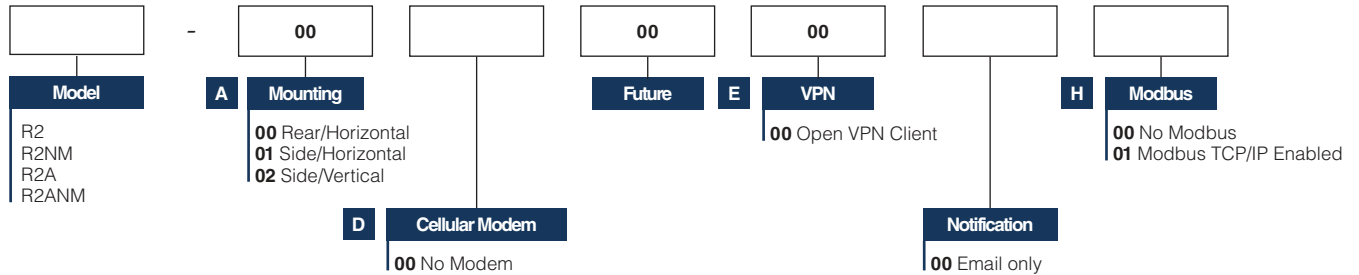 - 00 00 00
Model A Mounting Future E VPN H Modbus
R2
R2NM
R2A
R2ANM
00 Rear/Horizontal
01 Side/Horizontal
02 Side/Vertical
00 Open VPN Client
00 No Modbus
01 Modbus TCP/IP Enabled
D Cellular Modem
00 No Modem
Notification
00 Email only